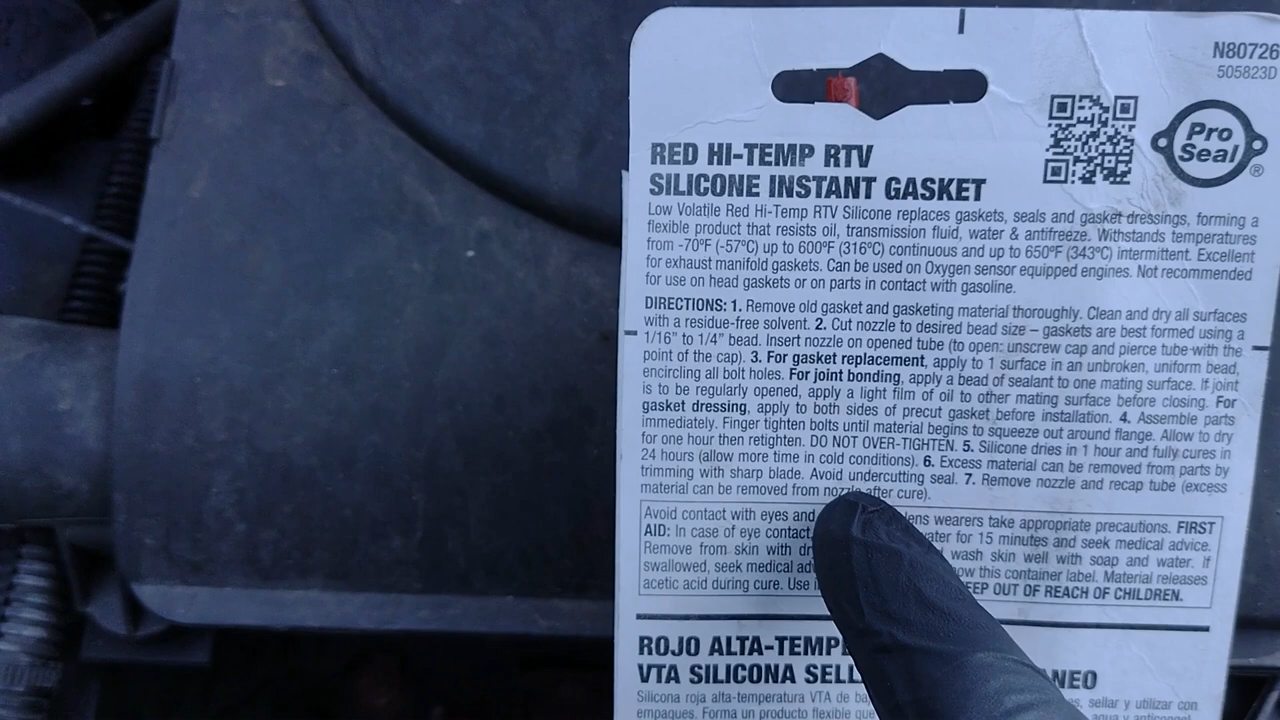 N80726
505823D
Pro
Seal
®
RED HI-TEMP RTV
SILICONE INSTANT GASKET
Low Volatile Red Hi-Temp RTV Silicone replaces gaskets, seals and gasket dressings, forming a
flexible product that resists oil, transmission fluid, water & antifreeze. Withstands temperatures
from -70ºF (-57ºC) up to 600ºF (316ºC) continuous and up to 650ºF (343ºC) intermittent. Excellent
for exhaust manifold gaskets. Can be used on Oxygen sensor equipped engines. Not recommended
for use on head gaskets or on parts in contact with gasoline.
DIRECTIONS: 1. Remove old gasket and gasketing material thoroughly. Clean and dry all surfaces
with a residue-free solvent. 2. Cut nozzle to desired bead size – gaskets are best formed using a
1/16” to 1/4” bead. Insert nozzle on opened tube (to open: unscrew cap and pierce tube with the
point of the cap). 3. For gasket replacement, apply to 1 surface in an unbroken, uniform bead,
encircling all bolt holes. For joint bonding, apply a bead of sealant to one mating surface. If joint
is to be regularly opened, apply a light film of oil to other mating surface before closing. For
gasket dressing, apply to both sides of precut gasket before installation. 4. Assemble parts
immediately. Finger tighten bolts until material begins to squeeze out around flange. Allow to dry
for one hour then retighten. DO NOT OVER-TIGHTEN. 5. Silicone dries in 1 hour and fully cures in
24 hours (allow more time in cold conditions). 6. Excess material can be removed from parts by
trimming with sharp blade. Avoid undercutting seal. 7. Remove nozzle and recap tube (excess
material can be removed from nozzle after cure).
Avoid contact with eyes and lens wearers take appropriate precautions. FIRST
AID: In case of eye contact, water for 15 minutes and seek medical advice.
Remove from skin with wash skin well with soap and water. If
swallowed, seek medical this container label. Material releases
acetic acid during cure. Use KEEP OUT OF REACH OF CHILDREN.
ROJO ALTA-TEMP
VTA SILICONA
Silicona roja alta-temperatura VTA de sellar y utilizar con
empaques. Forma un producto flexible que